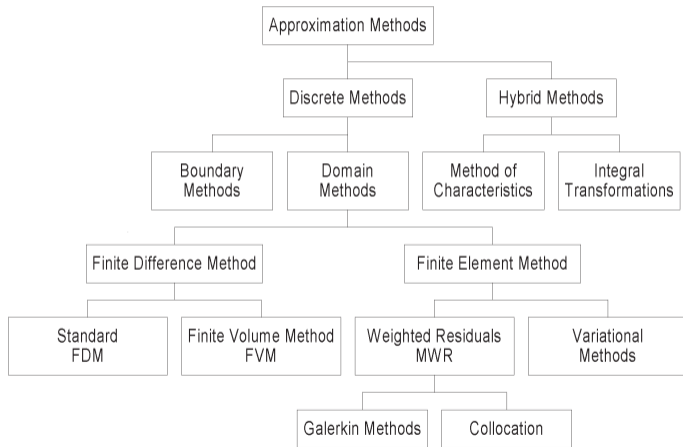 Approximation Methods
Discrete Methods
Hybrid Methods
Boundary
Methods
Domain
Methods
Method of
Characteristics
Integral
Transformations
Finite Difference Method
Finite Element Method
Standard
FDM
Finite Volume Method
FVM
Weighted Residuals
MWR
Variational
Methods
Galerkin Methods
Collocation